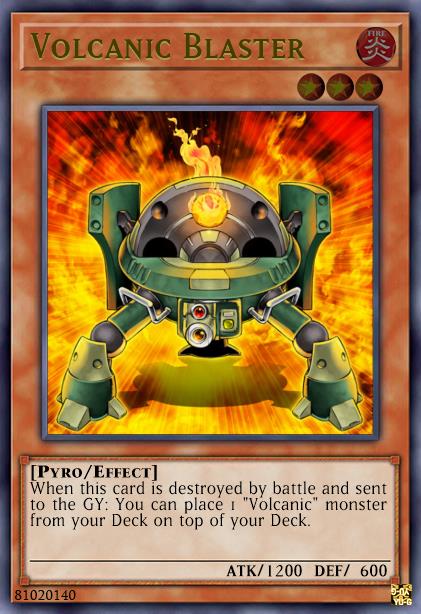 VOLCANIC BLASTER
FIRE
炎
[PYRO/EFFECT]
When this card is destroyed by battle and sent
to the GY: You can place 1 "Volcanic" monster
from your Deck on top of your Deck.
ATK/1200 DEF/ 600
81020140